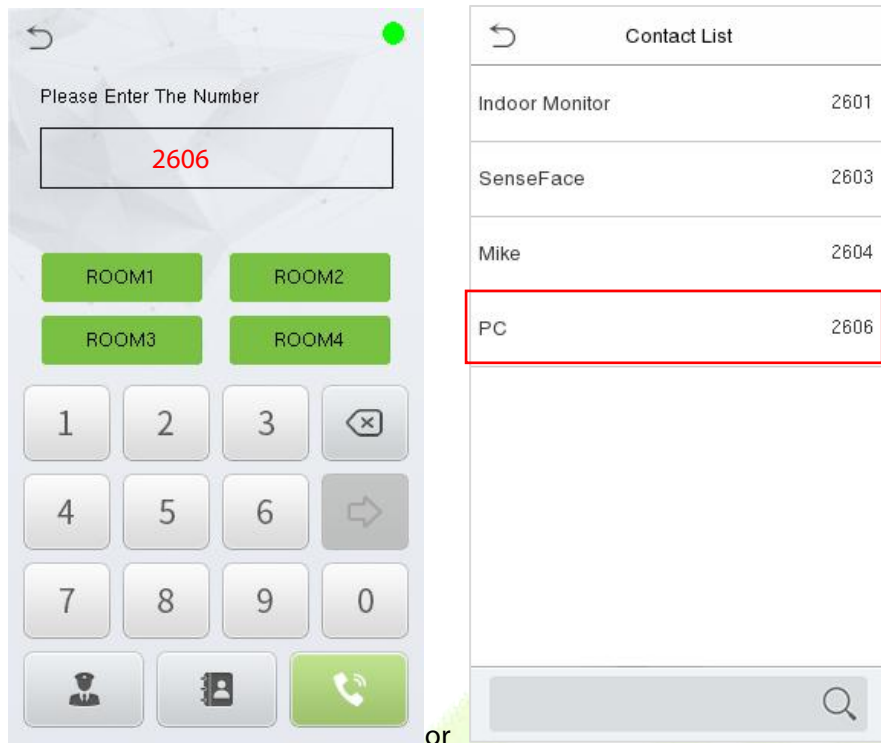 Please Enter The Number
2606
ROOM1 ROOM2
ROOM3 ROOM4
1 2 3
4 5 6
7 8 9 0
or
Contact List
Indoor Monitor 2601
SenseFace 2603
Mike 2604
PC 2606